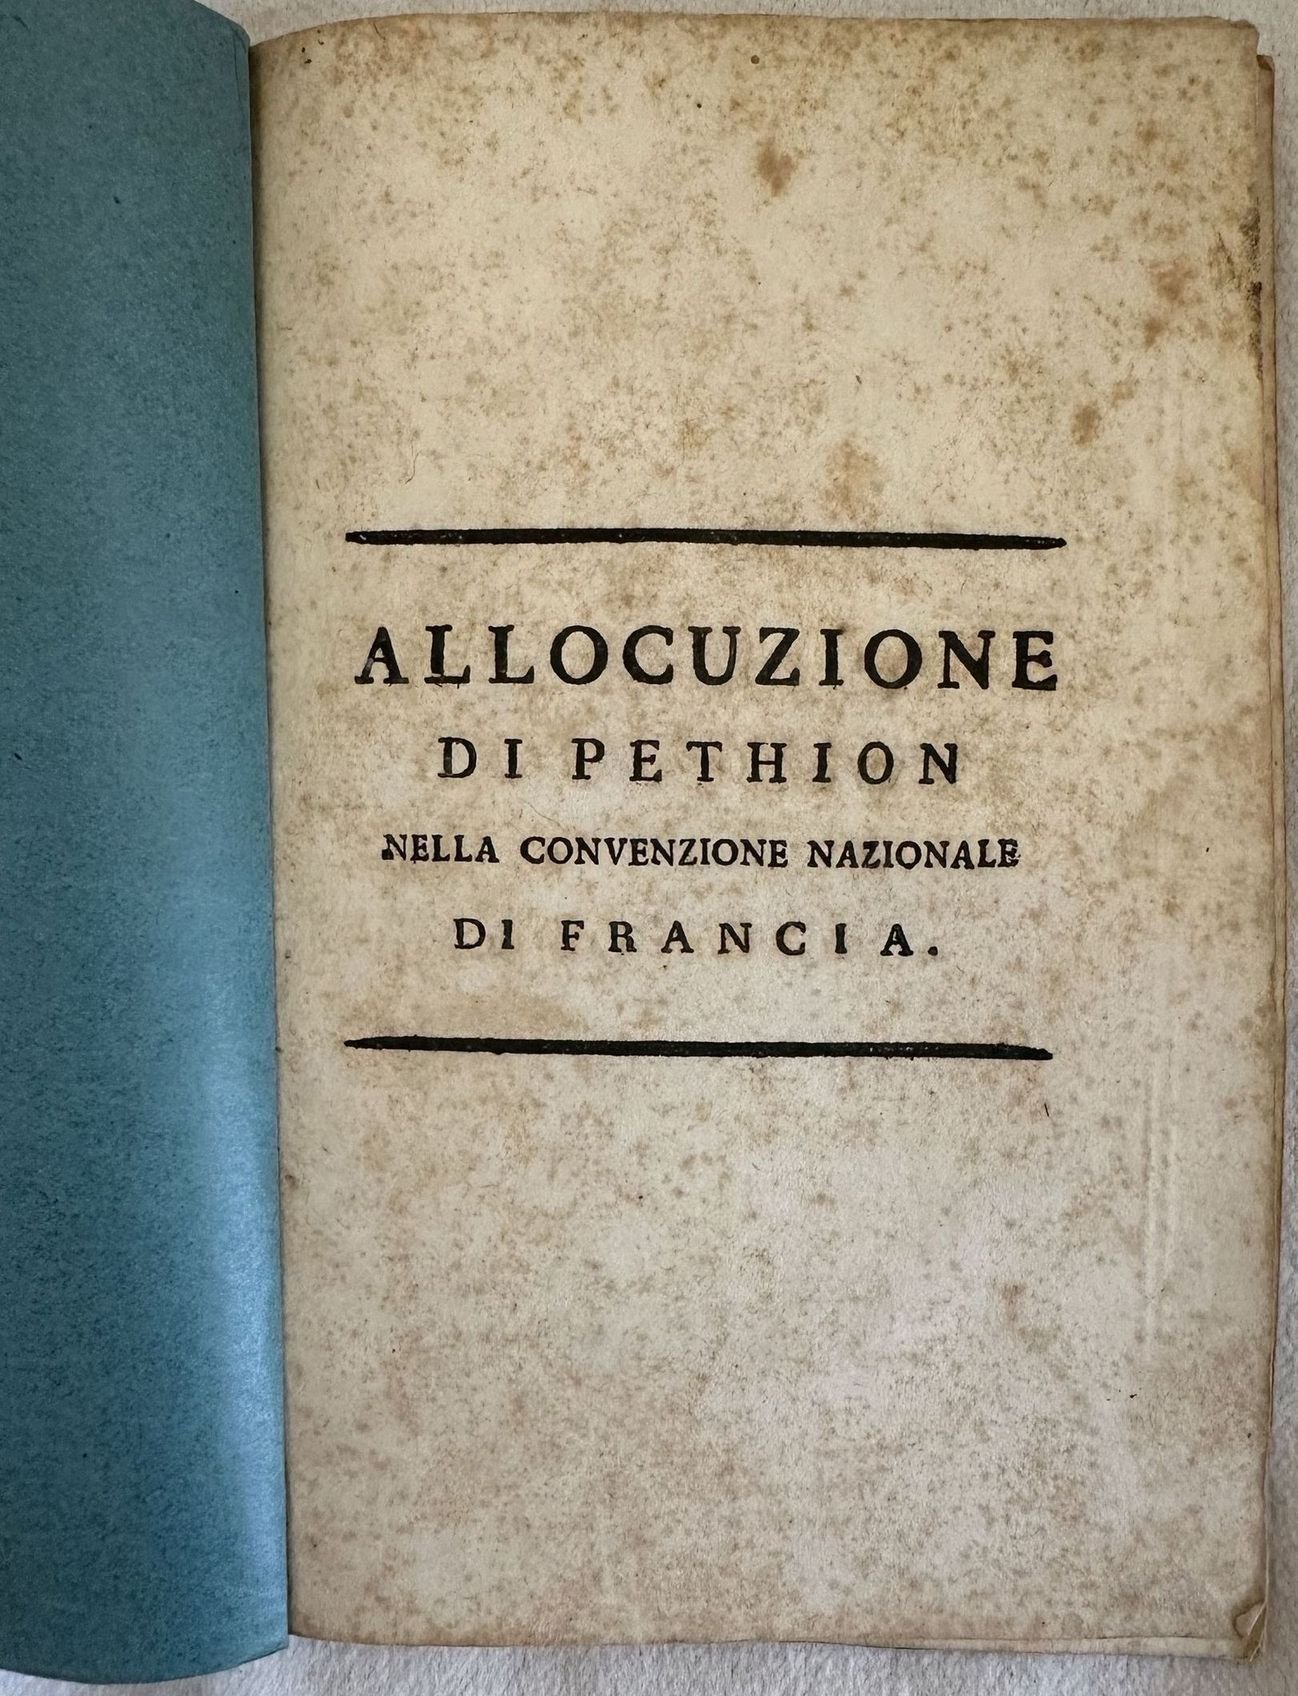 ALLOCUZIONE
DI PETHION
NELLA CONVENZIONE NAZIONALE
DI FRANCIA.